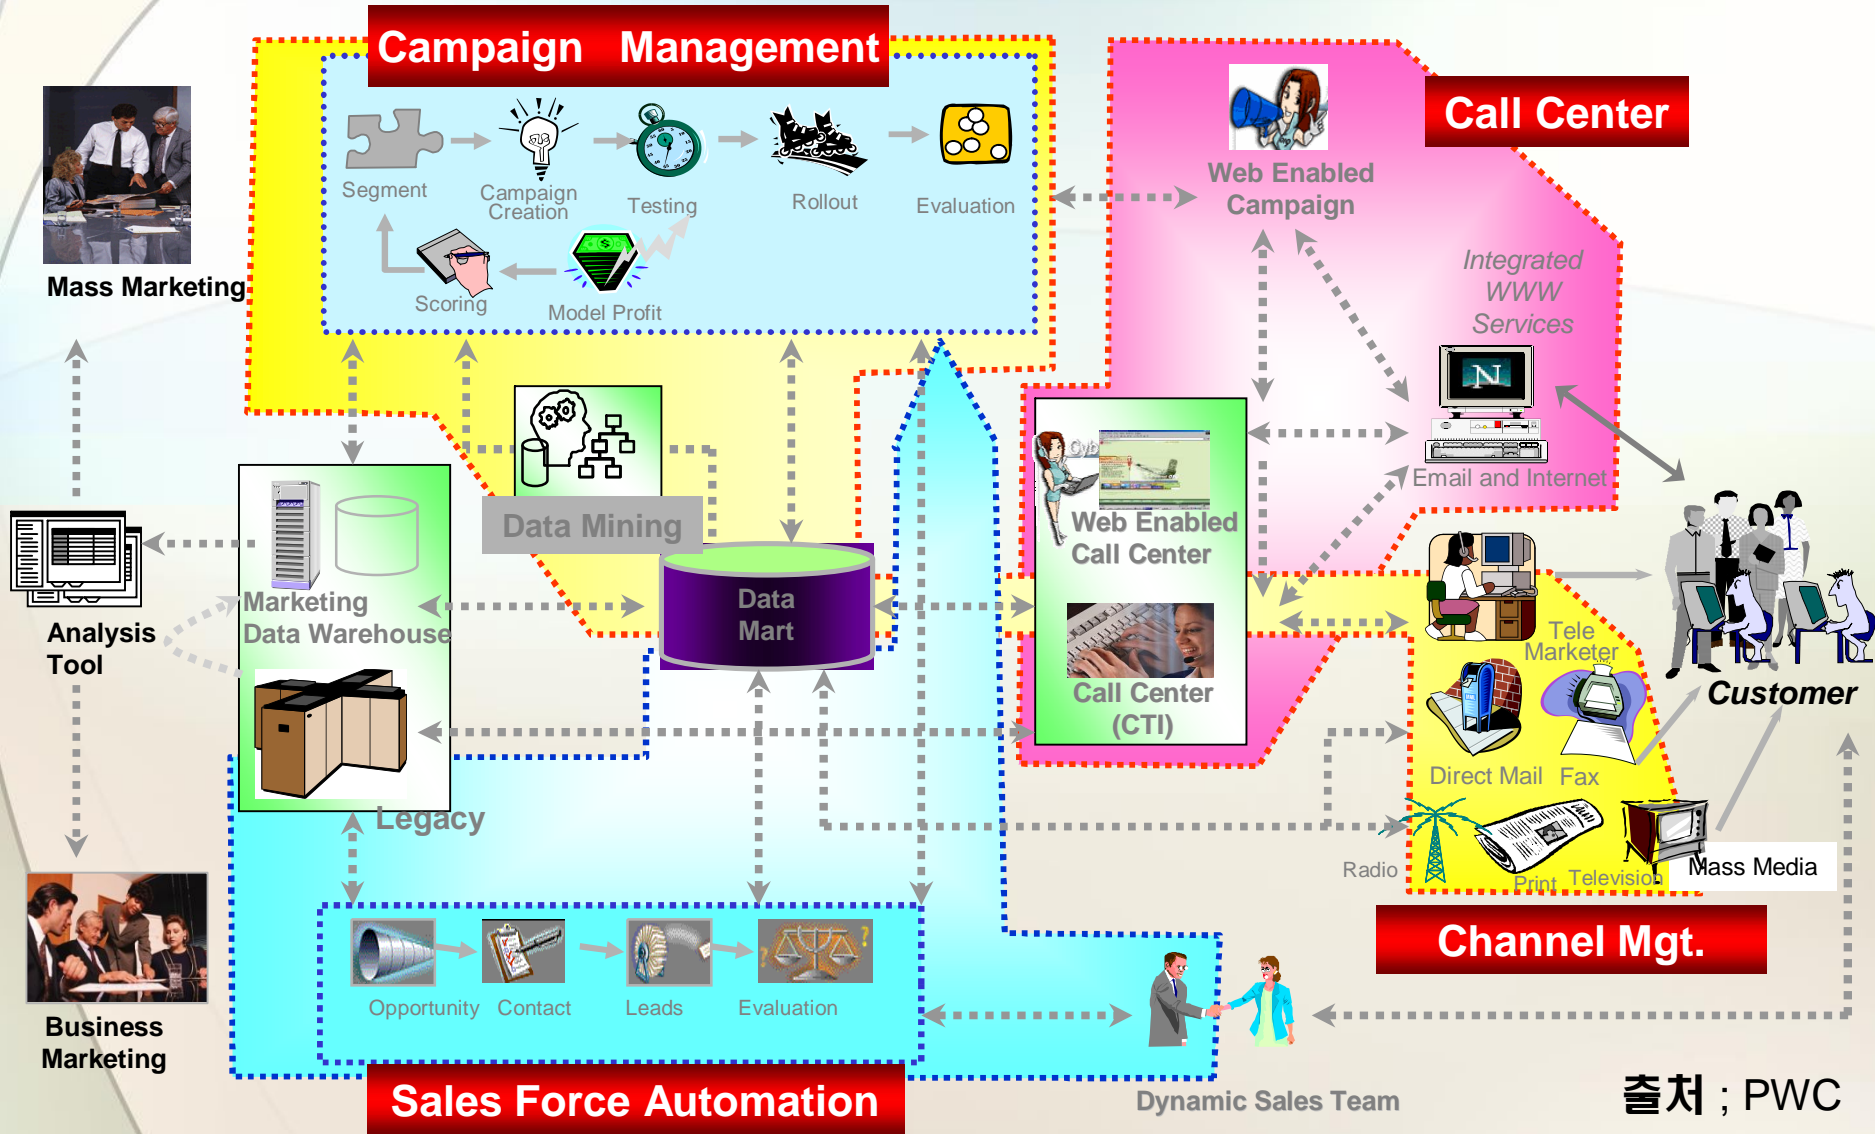 Campaign Management
Call Center
Segment
Campaign
Creation
Testing
Rollout
Evaluation
Scoring
Model Profit
Web Enabled
Campaign
Integrated
WWW
Services
N
Email and Internet
Mass Marketing
Data Mining
Web Enabled
Call Center
Marketing
Data Warehouse
Data
Mart
Analysis
Tool
Call Center
(CTI)
Tele
Marketer
Customer
Direct Mail
Fax
Legacy
Radio
Print
Television
Mass Media
Channel Mgt.
Opportunity
Contact
Leads
Evaluation
Business
Marketing
Sales Force Automation
Dynamic Sales Team
출처 ; PWC